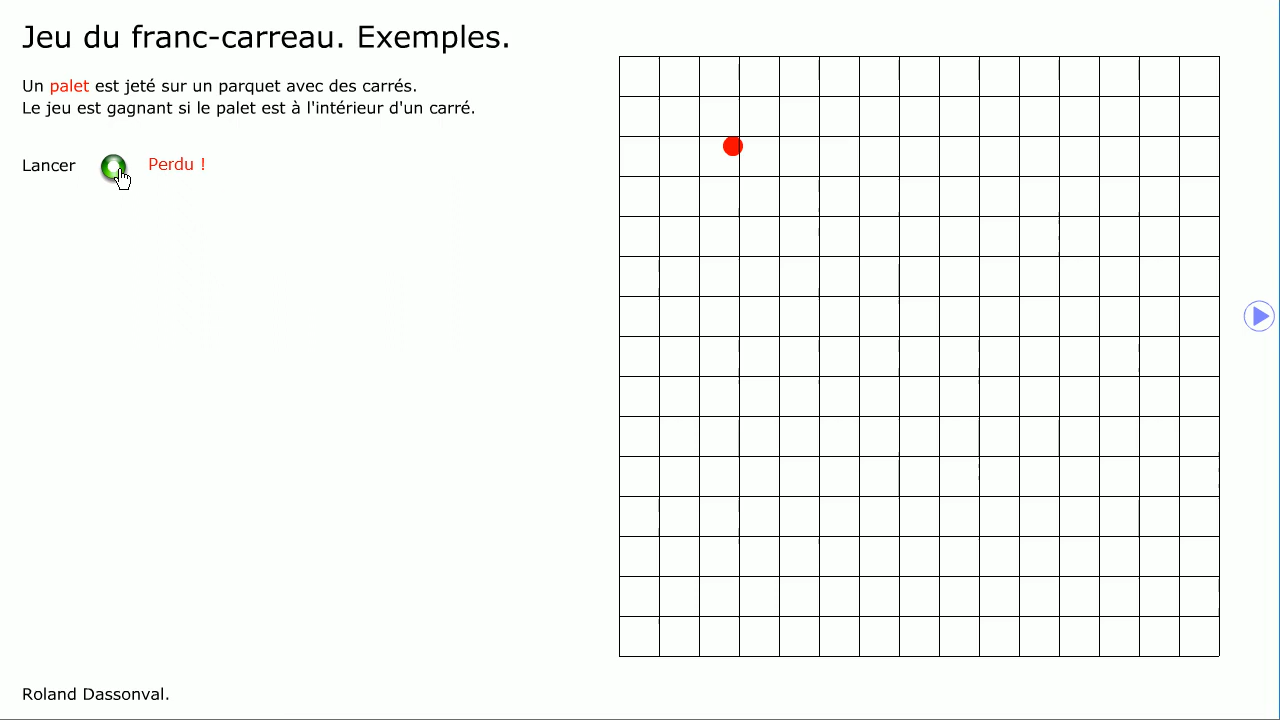 Jeu du franc-carreau. Exemples.
Un palet est jeté sur un parquet avec des carrés.
Le jeu est gagnant si le palet est à l'intérieur d'un carré.
Lancer Perdu !
Roland Dassonval.